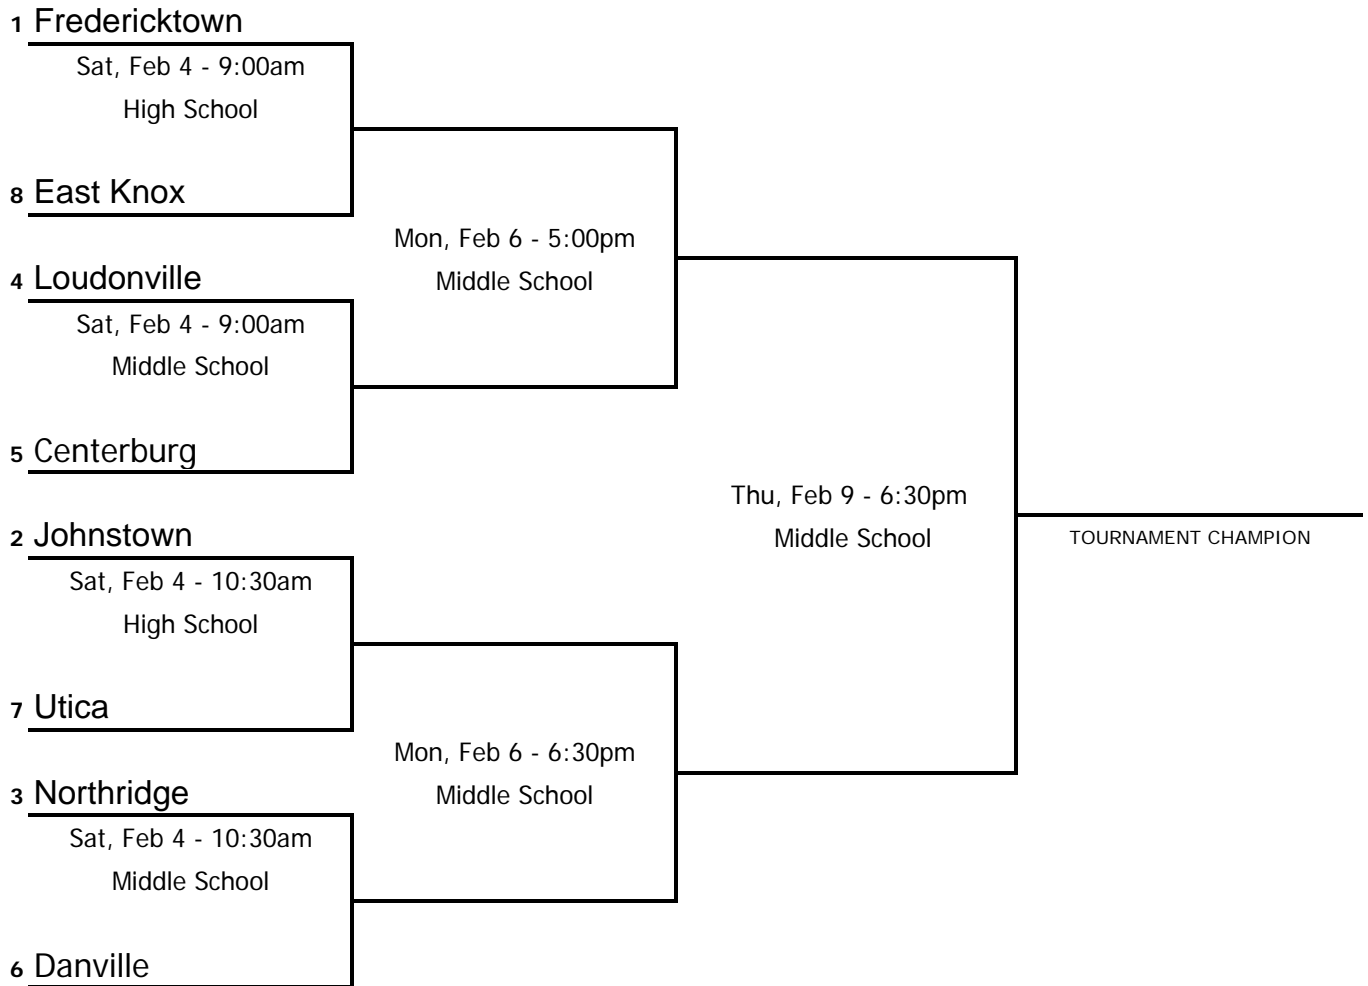 1 Fredericktown
Sat, Feb 4 - 9:00am
High School
8 East Knox
Mon, Feb 6 - 5:00pm
Middle School
4 Loudonville
Sat, Feb 4 - 9:00am
Middle School
5 Centerburg
Thu, Feb 9 - 6:30pm
Middle School
TOURNAMENT CHAMPION
2 Johnstown
Sat, Feb 4 - 10:30am
High School
7 Utica
Mon, Feb 6 - 6:30pm
Middle School
3 Northridge
Sat, Feb 4 - 10:30am
Middle School
6 Danville